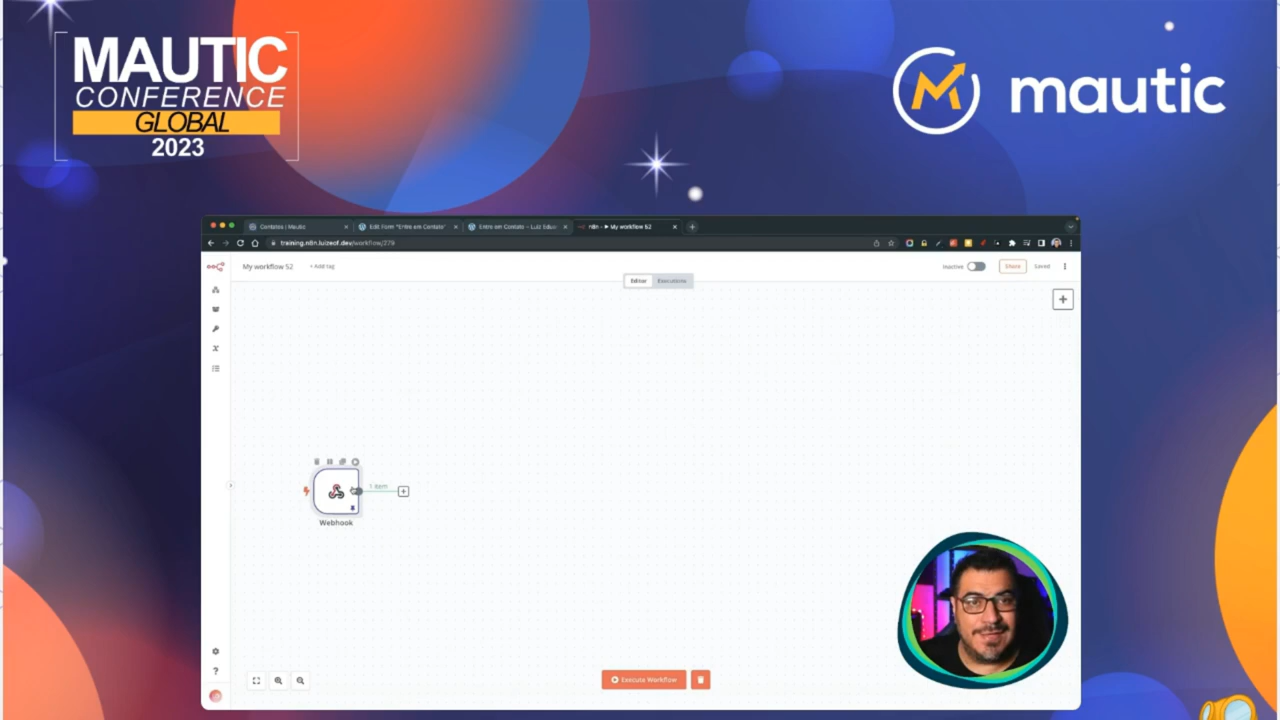 MAUTIC
CONFERENCE
GLOBAL
2023
mautic
Contatos | Mautic
Edit Form "Entre em Contato"
Entre em Contato – Luiz Eduar
n8n - ▶ My workflow 52
training.n8n.luizeof.dev/workflow/279
My workflow 52
+ Add tag
Inactive
Share
Saved
Editor
Executions
1 item
Webhook
Execute Workflow